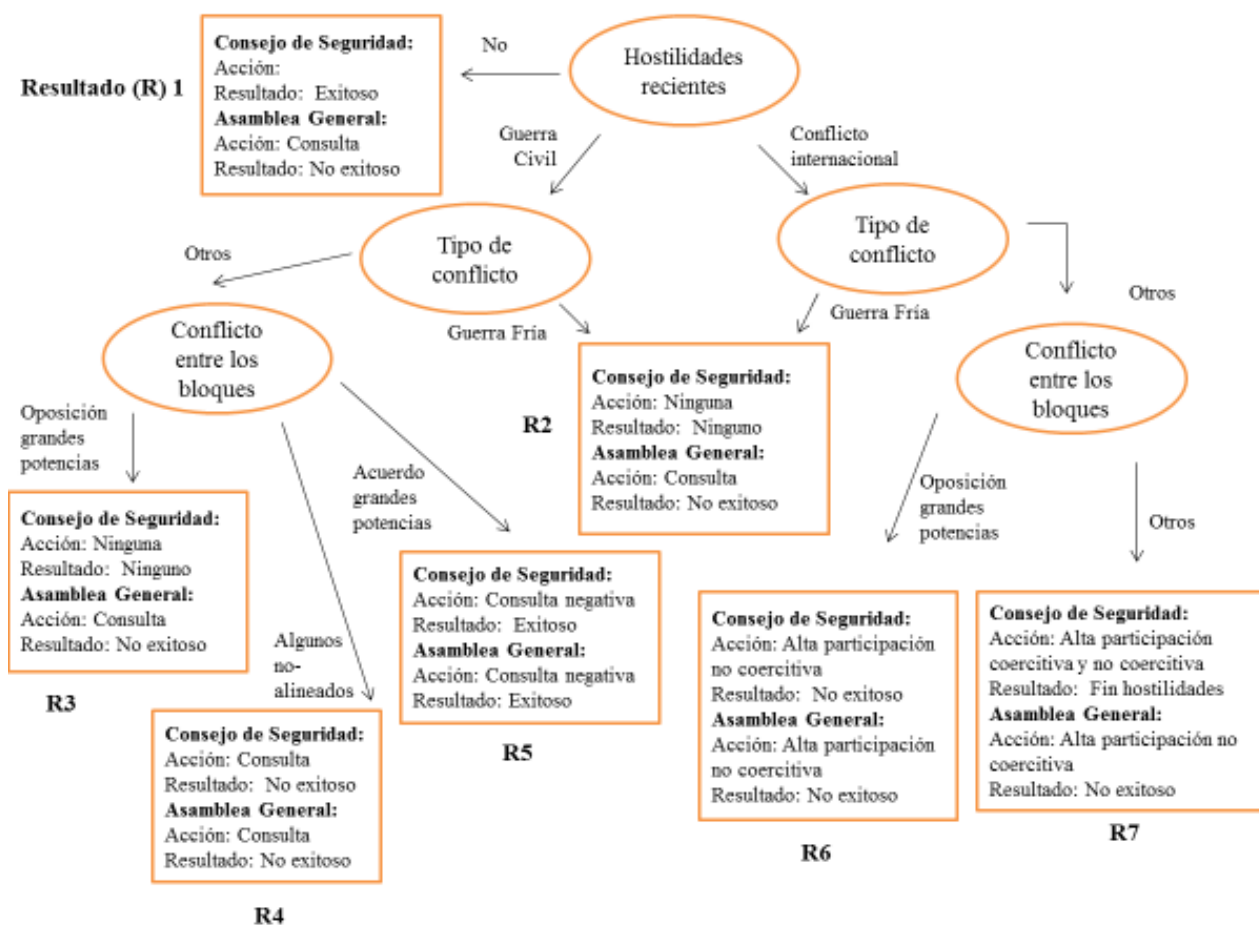 Resultado (R) 1
Consejo de Seguridad:
Acción:
Resultado: Exitoso
Asamblea General:
Acción: Consulta
Resultado: No exitoso
No
Hostilidades
recientes
Guerra
Civil
Conflicto
internacional
Tipo de
conflicto
Tipo de
conflicto
Otros
Guerra Fría
Guerra Fría
Otros
Conflicto
entre los
bloques
Conflicto
entre los
bloques
Oposición
grandes
potencias
Acuerdo
grandes
potencias
Algunos
no-
alineados
R2
Consejo de Seguridad:
Acción: Ninguna
Resultado: Ninguno
Asamblea General:
Acción: Consulta
Resultado: No exitoso
Oposición
grandes
potencias
Otros
Consejo de Seguridad:
Acción: Ninguna
Resultado: Ninguno
Asamblea General:
Acción: Consulta
Resultado: No exitoso
R3
Consejo de Seguridad:
Acción: Consulta
Resultado: No exitoso
Asamblea General:
Acción: Consulta
Resultado: No exitoso
R4
Consejo de Seguridad:
Acción: Consulta negativa
Resultado: Exitoso
Asamblea General:
Acción: Consulta negativa
Resultado: Exitoso
R5
Consejo de Seguridad:
Acción: Alta participación
no coercitiva
Resultado: No exitoso
Asamblea General:
Acción: Alta participación
no coercitiva
Resultado: No exitoso
R6
Consejo de Seguridad:
Acción: Alta participación
coercitiva y no coercitiva
Resultado: Fin hostilidades
Asamblea General:
Acción: Alta participación no
coercitiva
Resultado: No exitoso
R7